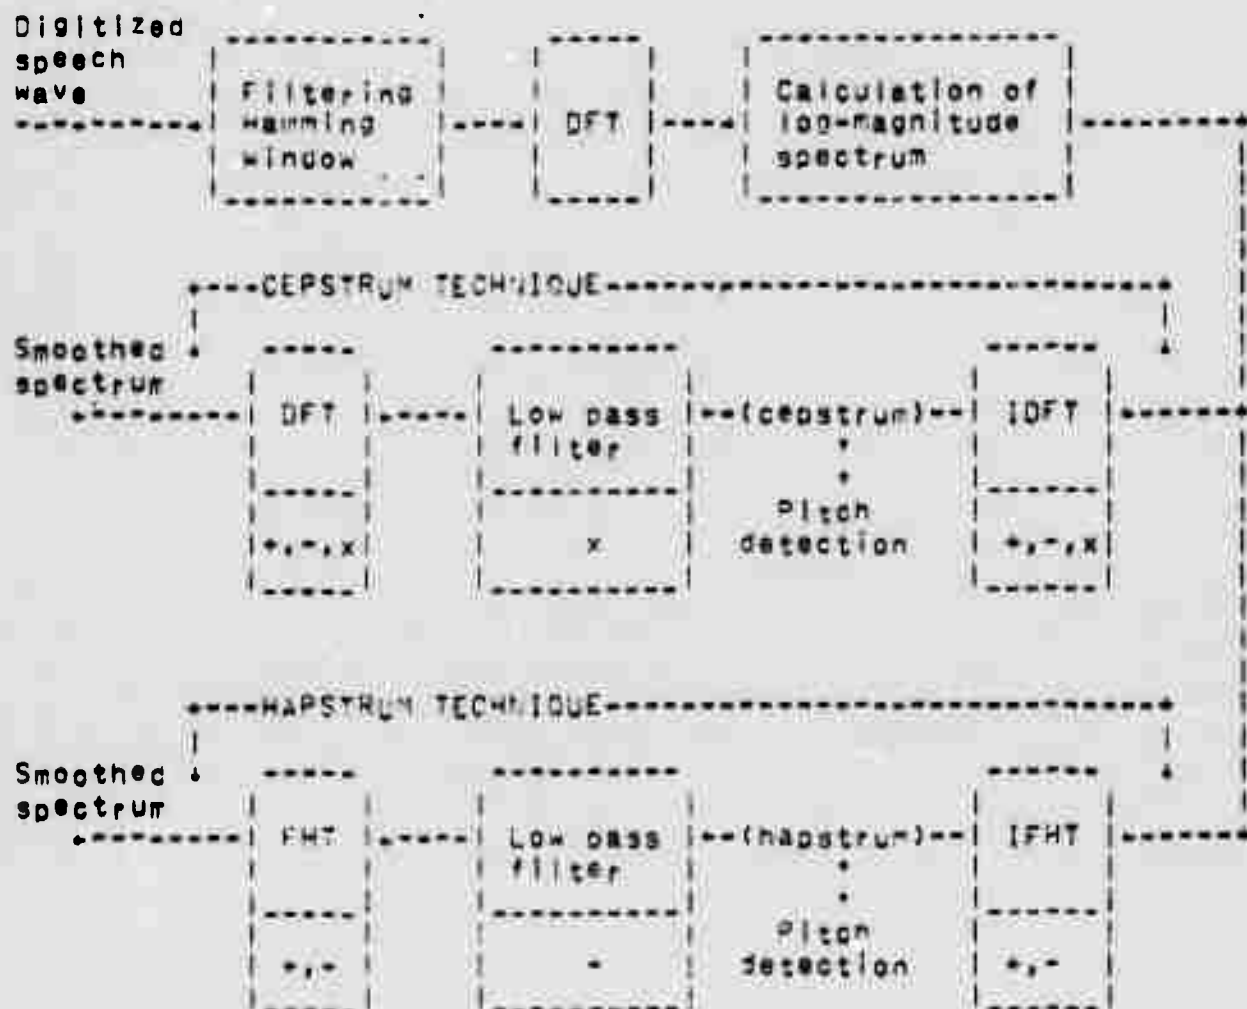 Digitized
speech
wave
Filtering
Hamming
window
DFT
Calculation of
log-magnitude
spectrum
CEPSTRUM TECHNIQUE
Smoothed
spectrum
DFT
Low pass
filter
(cepstrum)
IDFT
Pitch
detection
+,-,x
x
+,-,x
HAPSTRUM TECHNIQUE
Smoothed
spectrum
FHT
Low pass
filter
(hapstrum)
IFHT
Pitch
detection
+,-
-
+,-